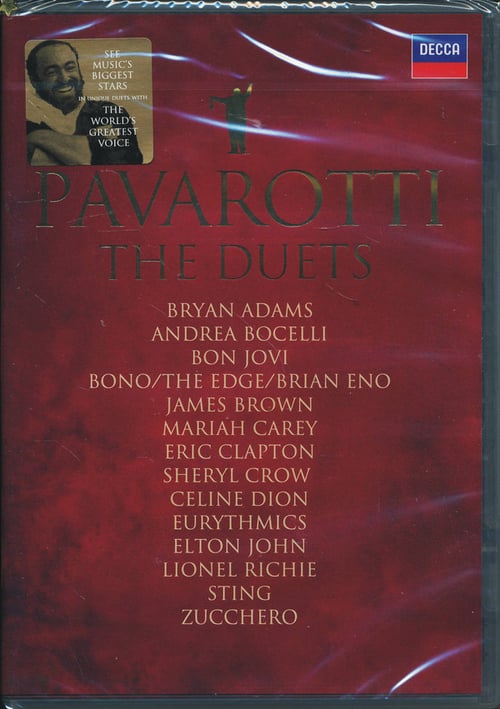 SEE
MUSIC'S
BIGGEST
STARS
IN UNIQUE DUETS WITH
THE
WORLD'S
GREATEST
VOICE
DECCA
PAVAROTTI
THE DUETS
BRYAN ADAMS
ANDREA BOCELLI
BON JOVI
BONO/THE EDGE/BRIAN ENO
JAMES BROWN
MARIAH CAREY
ERIC CLAPTON
SHERYL CROW
CELINE DION
EURYTHMICS
ELTON JOHN
LIONEL RICHIE
STING
ZUCCHERO